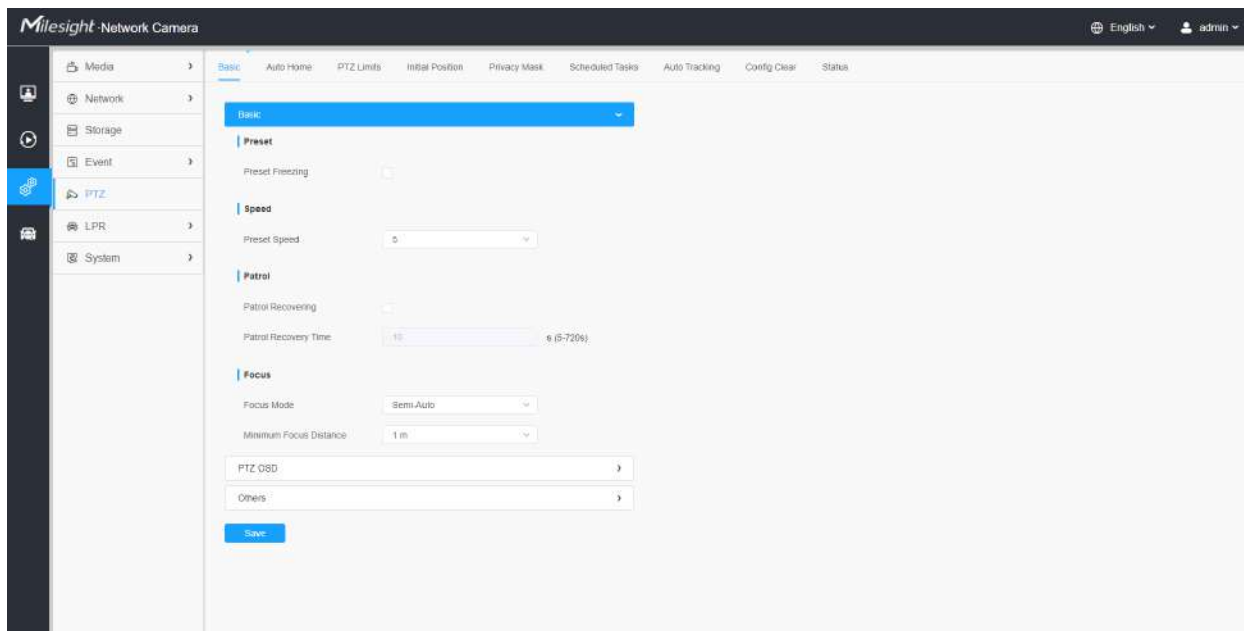 Milesight · Network Camera
English
admin
Media
Network
Storage
Event
PTZ
LPR
System
Basic
Auto Home
PTZ Limits
Initial Position
Privacy Mask
Scheduled Tasks
Auto Tracking
Config Clear
Status
Basic
Preset
Preset Freezing
Speed
Preset Speed
5
Patrol
Patrol Recovering
Patrol Recovery Time
10
s (5-720s)
Focus
Focus Mode
Semi-Auto
Minimum Focus Distance
1 m
PTZ OSD
Others
Save